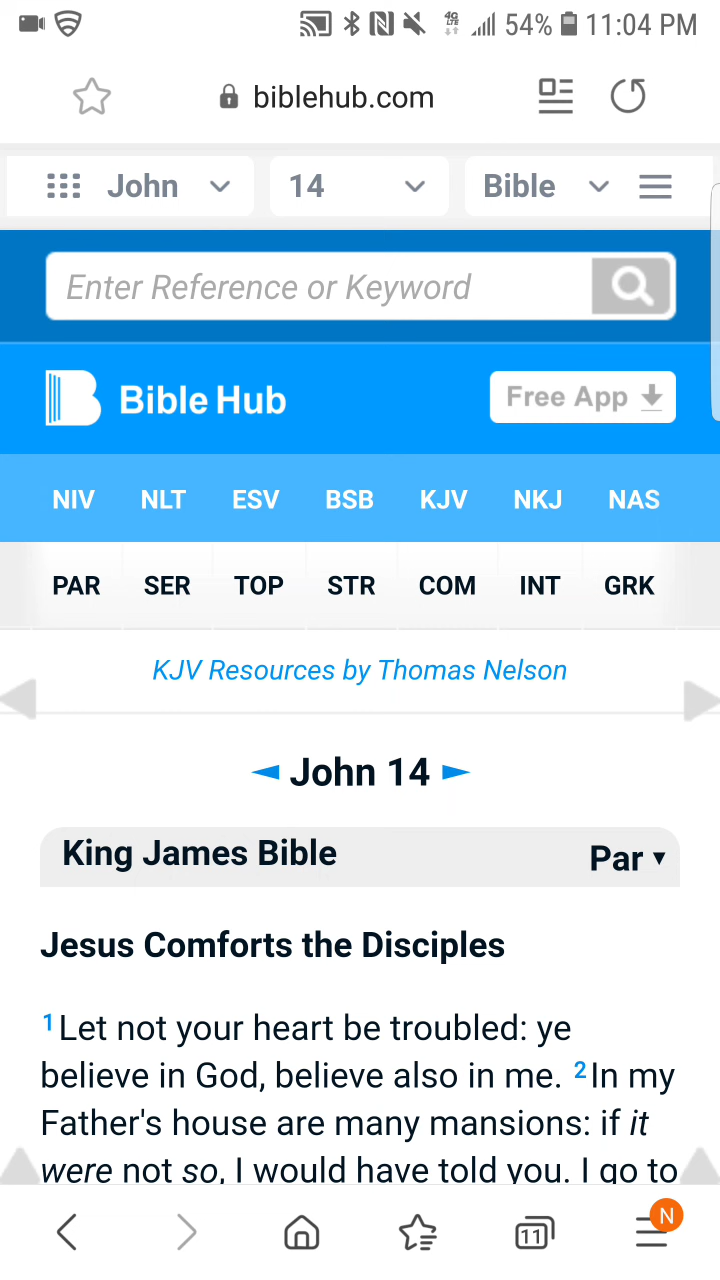 4G LTE 54% 11:04 PM
biblehub.com
John 14 Bible
Enter Reference or Keyword
Bible Hub Free App
NIV NLT ESV BSB KJV NKJ NAS
PAR SER TOP STR COM INT GRK
KJV Resources by Thomas Nelson
◄ John 14 ►
King James Bible Par ▾
Jesus Comforts the Disciples
1Let not your heart be troubled: ye
believe in God, believe also in me. 2In my
Father's house are many mansions: if it
were not so, I would have told you. I go to
11 N